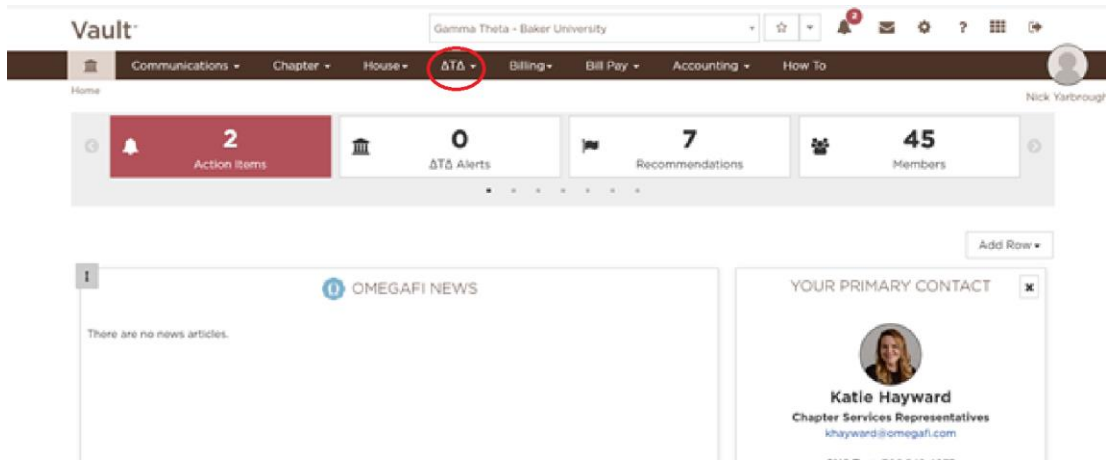 Vault
Gamma Theta - Baker University
2
?
Communications
Chapter
House
ΔΤΔ
Billing
Bill Pay
Accounting
How To
Home
Nick Yarbrough
2
Action Items
0
ΔΤΔ Alerts
7
Recommendations
45
Members
Add Row
OMEGAFI NEWS
There are no news articles.
YOUR PRIMARY CONTACT
Katie Hayward
Chapter Services Representatives
khayward@omegafi.com